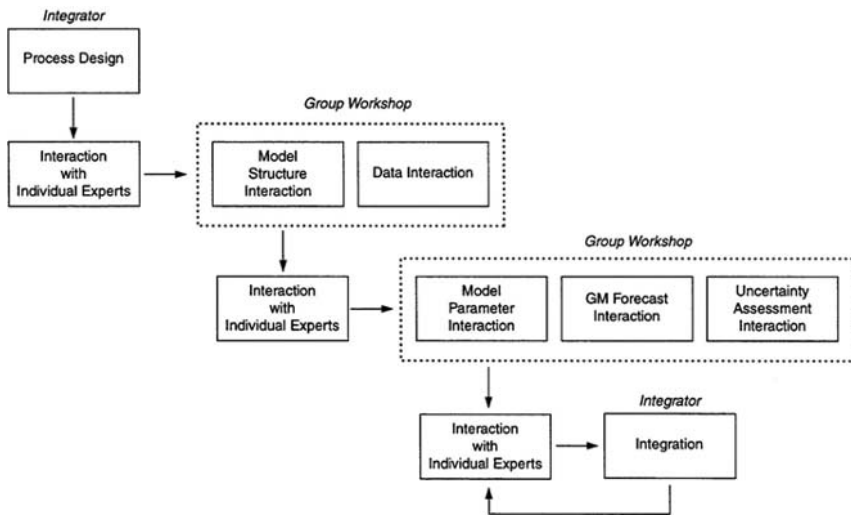 Integrator
Process Design
Interaction
with
Individual Experts
Group Workshop
Model
Structure
Interaction
Data Interaction
Interaction
with
Individual Experts
Group Workshop
Model
Parameter
Interaction
GM Forecast
Interaction
Uncertainty
Assessment
Interaction
Interaction
with
Individual Experts
Integrator
Integration